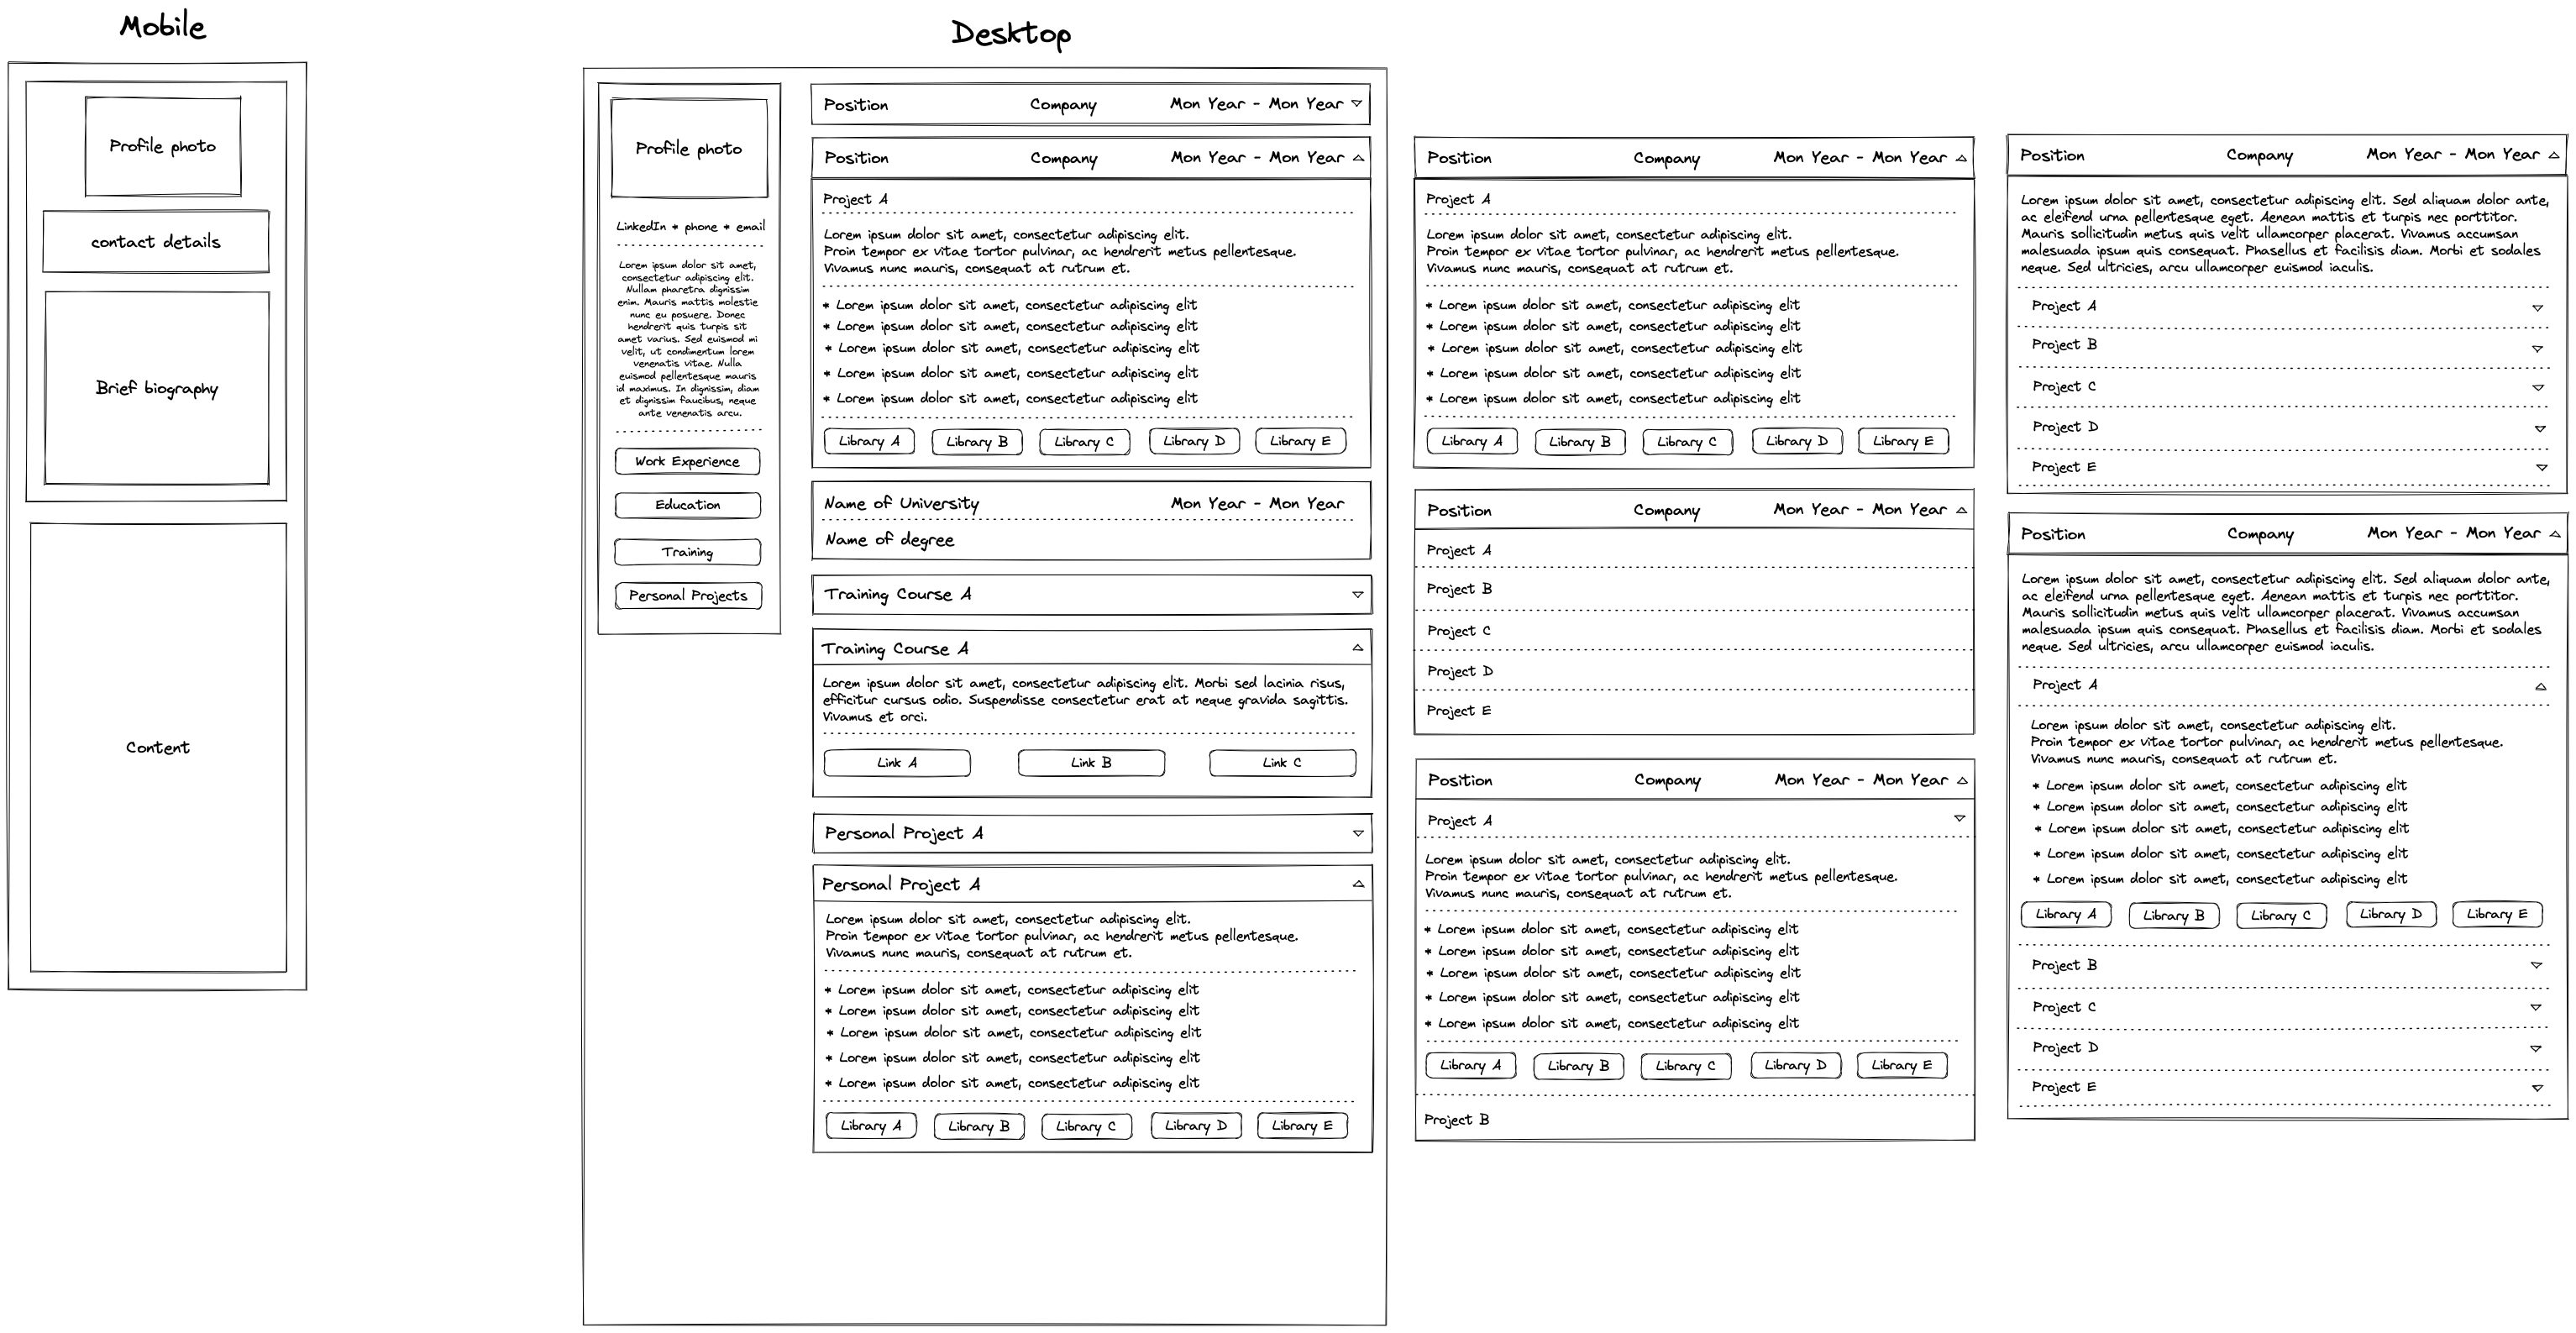 Mobile
Profile photo
contact details
Brief biography
Content
Desktop
Profile photo
LinkedIn * phone * email
Lorem ipsum dolor sit amet,
consectetur adipiscing elit.
Nullam pharetra dignissim
enim. Mauris mattis molestie
nunc eu posuere. Donec
hendrerit quis turpis sit
amet varius. Sed euismod mi
velit, ut condimentum lorem
venenatis vitae. Nulla
euismod pellentesque mauris
id maximus. In dignissim, diam
et dignissim faucibus, neque
ante venenatis arcu.
Work Experience
Education
Training
Personal Projects
Position Company Mon Year - Mon Year
Position Company Mon Year - Mon Year
Project A
Lorem ipsum dolor sit amet, consectetur adipiscing elit.
Proin tempor ex vitae tortor pulvinar, ac hendrerit metus pellentesque.
Vivamus nunc mauris, consequat at rutrum et.
* Lorem ipsum dolor sit amet, consectetur adipiscing elit
* Lorem ipsum dolor sit amet, consectetur adipiscing elit
* Lorem ipsum dolor sit amet, consectetur adipiscing elit
* Lorem ipsum dolor sit amet, consectetur adipiscing elit
* Lorem ipsum dolor sit amet, consectetur adipiscing elit
Library A Library B Library C Library D Library E
Name of University Mon Year - Mon Year
Name of degree
Training Course A
Training Course A
Lorem ipsum dolor sit amet, consectetur adipiscing elit. Morbi sed lacinia risus,
efficitur cursus odio. Suspendisse consectetur erat at neque gravida sagittis.
Vivamus et orci.
Link A Link B Link C
Personal Project A
Personal Project A
Lorem ipsum dolor sit amet, consectetur adipiscing elit.
Proin tempor ex vitae tortor pulvinar, ac hendrerit metus pellentesque.
Vivamus nunc mauris, consequat at rutrum et.
* Lorem ipsum dolor sit amet, consectetur adipiscing elit
* Lorem ipsum dolor sit amet, consectetur adipiscing elit
* Lorem ipsum dolor sit amet, consectetur adipiscing elit
* Lorem ipsum dolor sit amet, consectetur adipiscing elit
* Lorem ipsum dolor sit amet, consectetur adipiscing elit
Library A Library B Library C Library D Library E
Position Company Mon Year - Mon Year
Project A
Lorem ipsum dolor sit amet, consectetur adipiscing elit.
Proin tempor ex vitae tortor pulvinar, ac hendrerit metus pellentesque.
Vivamus nunc mauris, consequat at rutrum et.
* Lorem ipsum dolor sit amet, consectetur adipiscing elit
* Lorem ipsum dolor sit amet, consectetur adipiscing elit
* Lorem ipsum dolor sit amet, consectetur adipiscing elit
* Lorem ipsum dolor sit amet, consectetur adipiscing elit
* Lorem ipsum dolor sit amet, consectetur adipiscing elit
Library A Library B Library C Library D Library E
Position Company Mon Year - Mon Year
Project A
Project B
Project C
Project D
Project E
Position Company Mon Year - Mon Year
Project A
Lorem ipsum dolor sit amet, consectetur adipiscing elit.
Proin tempor ex vitae tortor pulvinar, ac hendrerit metus pellentesque.
Vivamus nunc mauris, consequat at rutrum et.
* Lorem ipsum dolor sit amet, consectetur adipiscing elit
* Lorem ipsum dolor sit amet, consectetur adipiscing elit
* Lorem ipsum dolor sit amet, consectetur adipiscing elit
* Lorem ipsum dolor sit amet, consectetur adipiscing elit
* Lorem ipsum dolor sit amet, consectetur adipiscing elit
Library A Library B Library C Library D Library E
Project B
Position Company Mon Year - Mon Year
Lorem ipsum dolor sit amet, consectetur adipiscing elit. Sed aliquam dolor ante,
ac eleifend urna pellentesque eget. Aenean mattis et turpis nec porttitor.
Mauris sollicitudin metus quis velit ullamcorper placerat. Vivamus accumsan
malesuada ipsum quis consequat. Phasellus et facilisis diam. Morbi et sodales
neque. Sed ultricies, arcu ullamcorper euismod iaculis.
Project A
Project B
Project C
Project D
Project E
Position Company Mon Year - Mon Year
Lorem ipsum dolor sit amet, consectetur adipiscing elit. Sed aliquam dolor ante,
ac eleifend urna pellentesque eget. Aenean mattis et turpis nec porttitor.
Mauris sollicitudin metus quis velit ullamcorper placerat. Vivamus accumsan
malesuada ipsum quis consequat. Phasellus et facilisis diam. Morbi et sodales
neque. Sed ultricies, arcu ullamcorper euismod iaculis.
Project A
Lorem ipsum dolor sit amet, consectetur adipiscing elit.
Proin tempor ex vitae tortor pulvinar, ac hendrerit metus pellentesque.
Vivamus nunc mauris, consequat at rutrum et.
* Lorem ipsum dolor sit amet, consectetur adipiscing elit
* Lorem ipsum dolor sit amet, consectetur adipiscing elit
* Lorem ipsum dolor sit amet, consectetur adipiscing elit
* Lorem ipsum dolor sit amet, consectetur adipiscing elit
* Lorem ipsum dolor sit amet, consectetur adipiscing elit
Library A Library B Library C Library D Library E
Project B
Project C
Project D
Project E